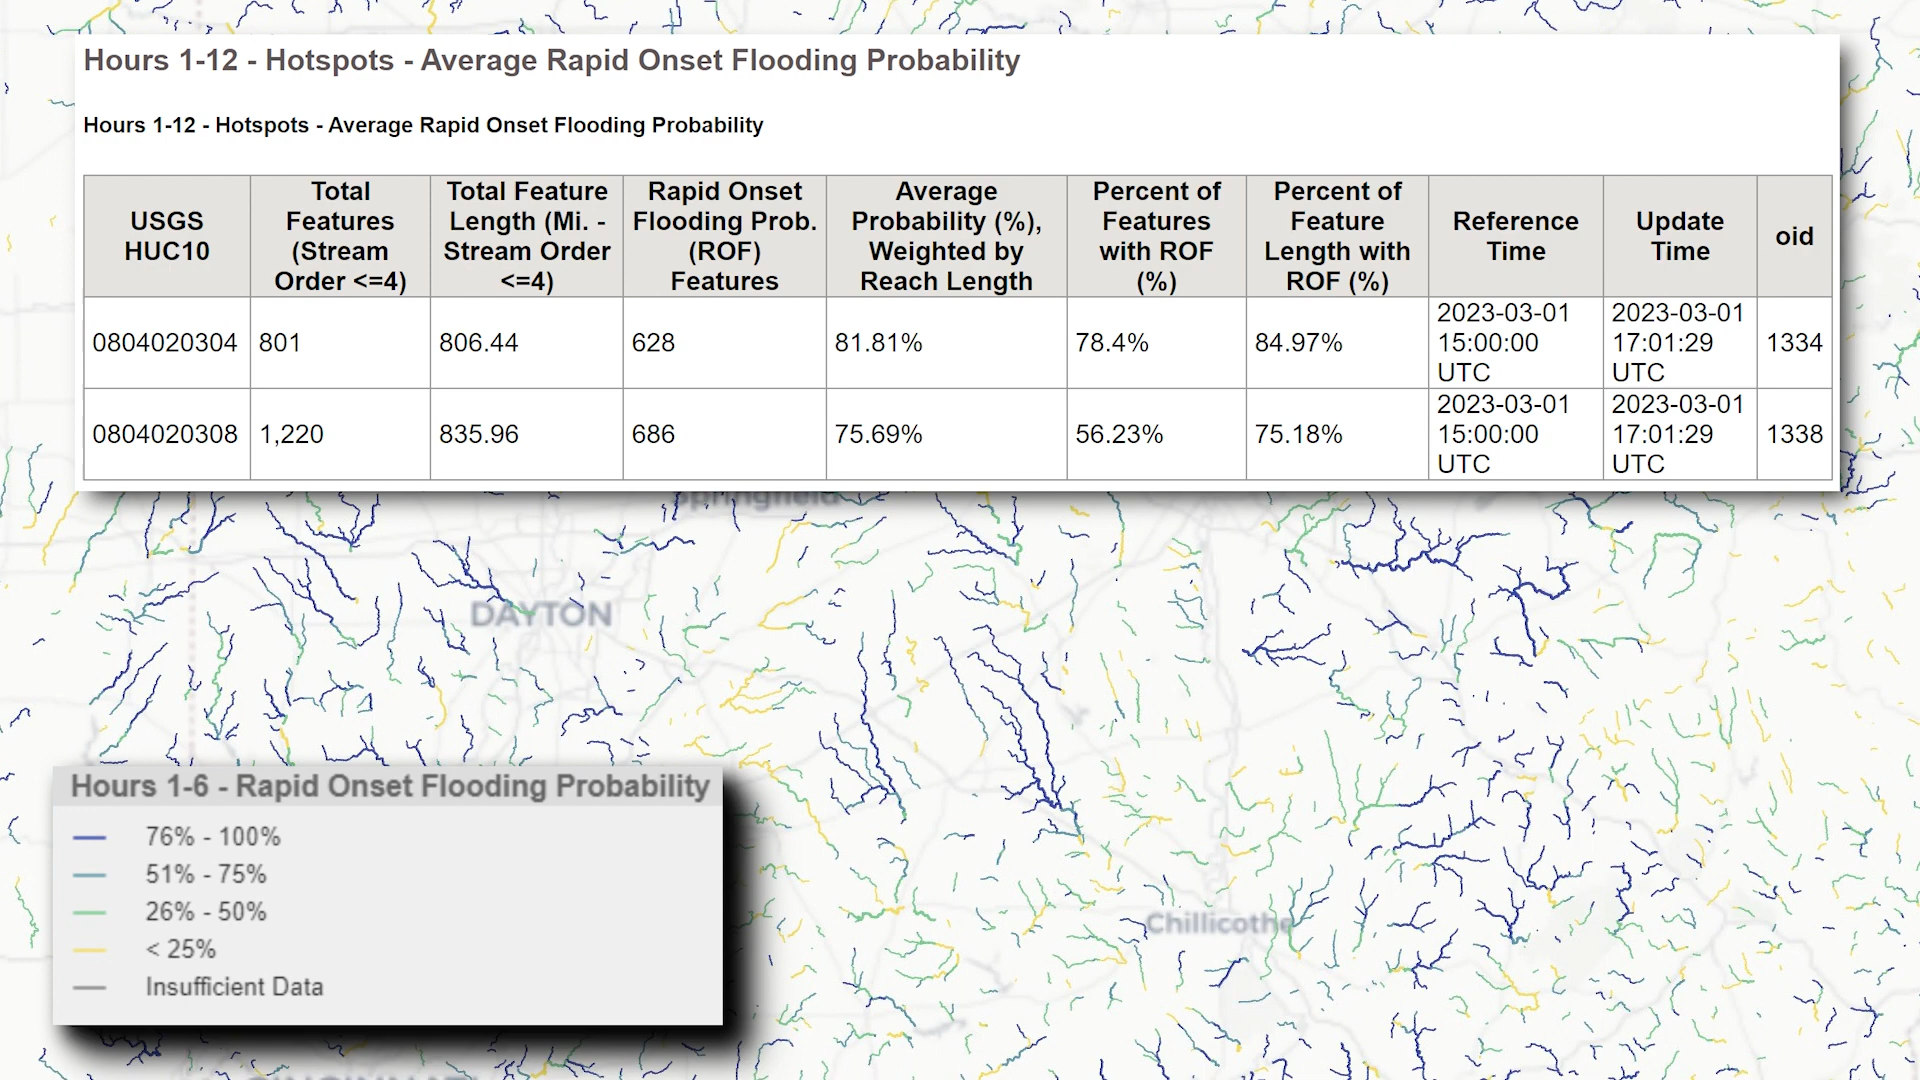 Hours 1-12 - Hotspots - Average Rapid Onset Flooding Probability
Hours 1-12 - Hotspots - Average Rapid Onset Flooding Probability
USGS HUC10
Total Features (Stream Order <=4)
Total Feature Length (Mi. - Stream Order <=4)
Rapid Onset Flooding Prob. (ROF) Features
Average Probability (%), Weighted by Reach Length
Percent of Features with ROF (%)
Percent of Feature Length with ROF (%)
Reference Time
Update Time
oid
0804020304 801 806.44 628 81.81% 78.4% 84.97% 2023-03-01 15:00:00 UTC 2023-03-01 17:01:29 UTC 1334
0804020308 1,220 835.96 686 75.69% 56.23% 75.18% 2023-03-01 15:00:00 UTC 2023-03-01 17:01:29 UTC 1338
Springfield
DAYTON
Hours 1-6 - Rapid Onset Flooding Probability
76% - 100%
51% - 75%
26% - 50%
< 25%
Insufficient Data
Chillicothe